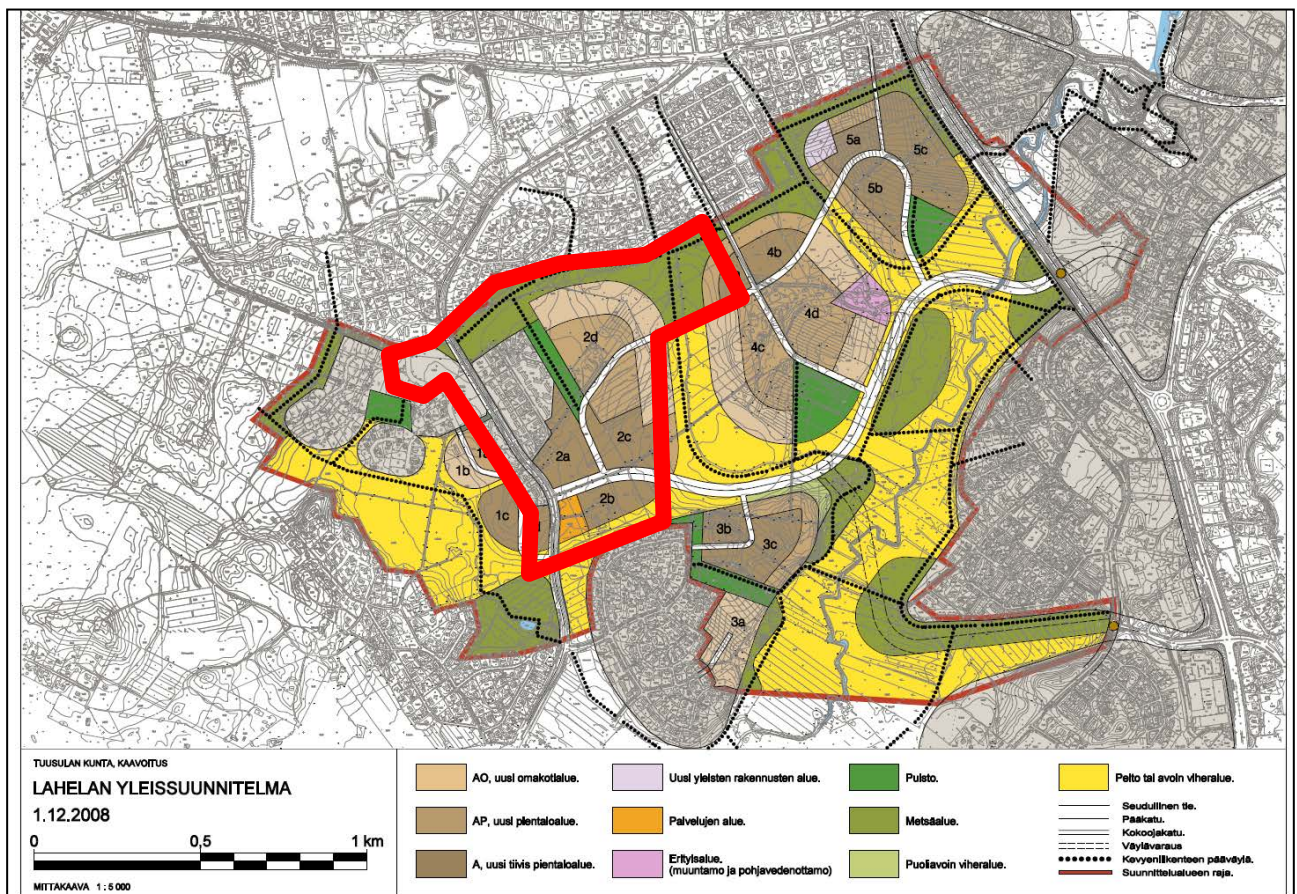 5a
5c
5b
4b
4d
4c
2d
2c
2a
2b
1b
1c
3b
3c
3a
TUUSULAN KUNTA, KAAVOITUS
LAHELAN YLEISSUUNNITELMA
1.12.2008
0 0,5 1 km
MITTAKAAVA 1 : 5 000
AO, uusi omakotialue.
AP, uusi pientaloalue.
A, uusi tiivis pientaloalue.
Uusi yleisten rakennusten alue.
Palvelujen alue.
Erityisalue.
(muuntamo ja pohjavedenottamo)
Puisto.
Metsäalue.
Puoliavoin viheralue.
Pelto tai avoin viheralue.
Seudullinen tie.
Pääkatu.
Kokoojakatu.
Väylävaraus
Kevyenliikenteen pääväylä.
Suunnittelualueen raja.